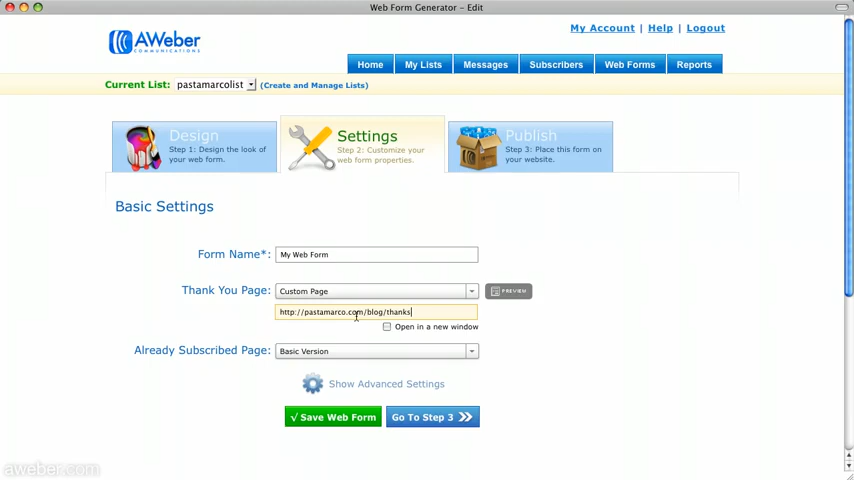 Web Form Generator – Edit
My Account | Help | Logout
AWeber
COMMUNICATIONS
Home My Lists Messages Subscribers Web Forms Reports
Current List: pastamarcolist (Create and Manage Lists)
Design
Step 1: Design the look of
your web form.
Settings
Step 2: Customize your
web form properties.
Publish
Step 3: Place this form on
your website.
Basic Settings
Form Name*: My Web Form
Thank You Page: Custom Page PREVIEW
http://pastamarco.com/blog/thanks
Open in a new window
Already Subscribed Page: Basic Version
Show Advanced Settings
√ Save Web Form Go To Step 3
aweber.com